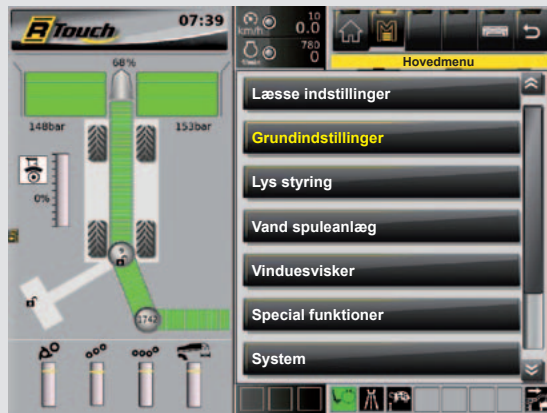 R Touch
07:39
68%
148bar
153bar
0%
1742
km/h
10
0.0
780
0
Hovedmenu
Læsse indstillinger
Grundindstillinger
Lys styring
Vand spuleanlæg
Vinduesvisker
Special funktioner
System